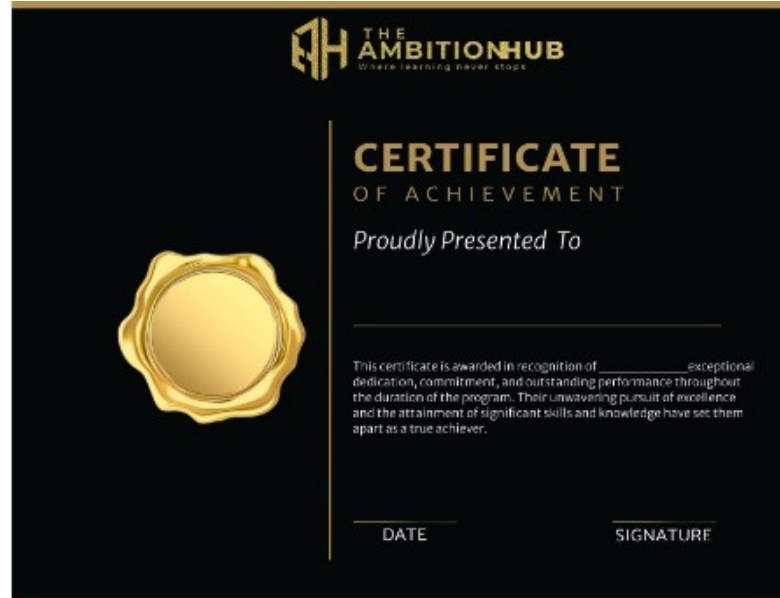 THE
AMBITIONHUB
Where learning never stops
CERTIFICATE
OF ACHIEVEMENT
Proudly Presented To
This certificate is awarded in recognition of _______________exceptional
dedication, commitment, and outstanding performance throughout
the duration of the program. Their unwavering pursuit of excellence
and the attainment of significant skills and knowledge have set them
apart as a true achiever.
DATE
SIGNATURE